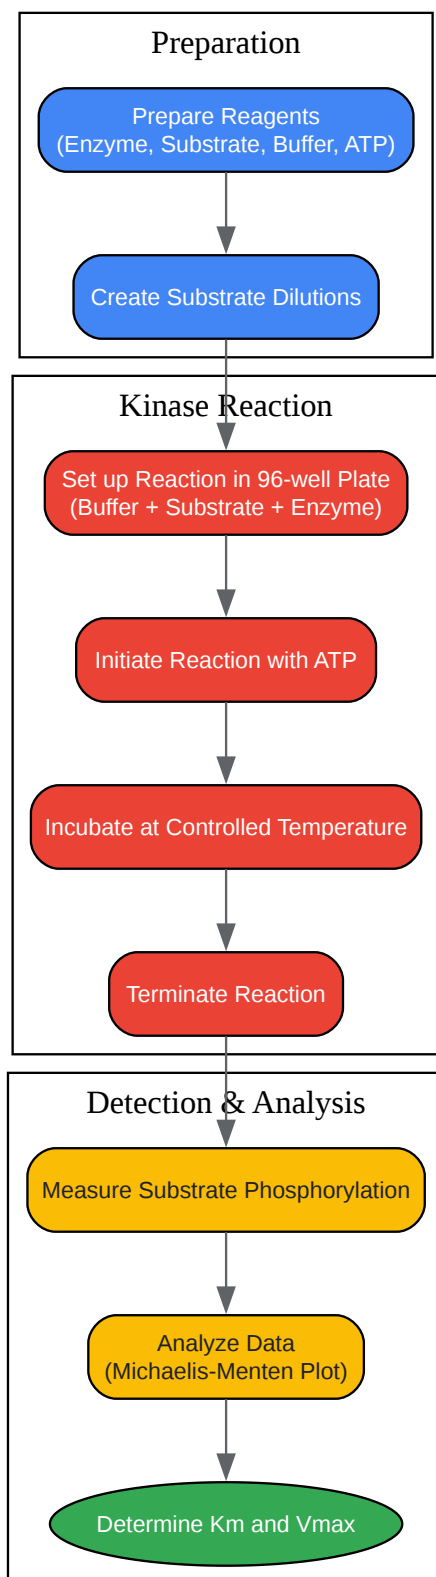 Preparation
Prepare Reagents
(Enzyme, Substrate, Buffer, ATP)
Create Substrate Dilutions
Kinase Reaction
Set up Reaction in 96-well Plate
(Buffer + Substrate + Enzyme)
Initiate Reaction with ATP
Incubate at Controlled Temperature
Terminate Reaction
Detection & Analysis
Measure Substrate Phosphorylation
Analyze Data
(Michaelis-Menten Plot)
Determine Km and Vmax